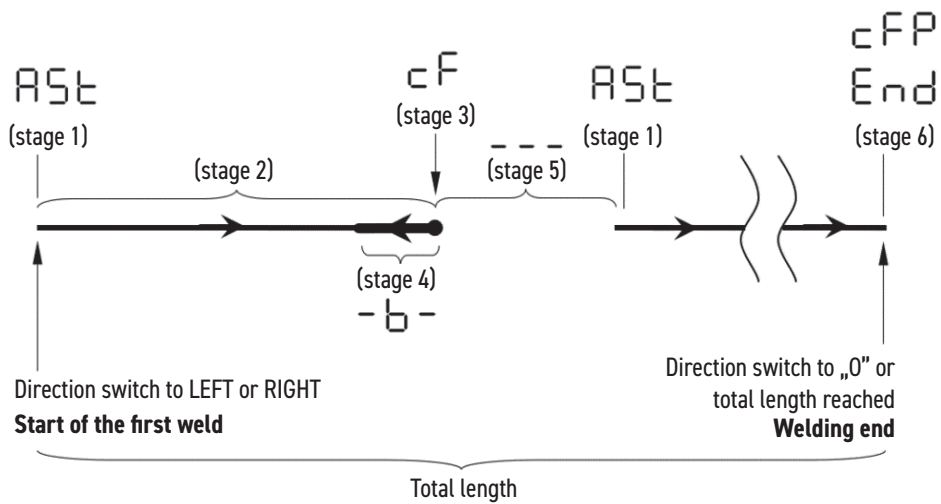 cFP
ASt
cF
ASt
End
(stage 1)
(stage 3)
(stage 1)
(stage 6)
(stage 2)
---
(stage 5)
(stage 4)
-b-
Direction switch to LEFT or RIGHT
Start of the first weld
Direction switch to „0” or
total length reached
Welding end
Total length